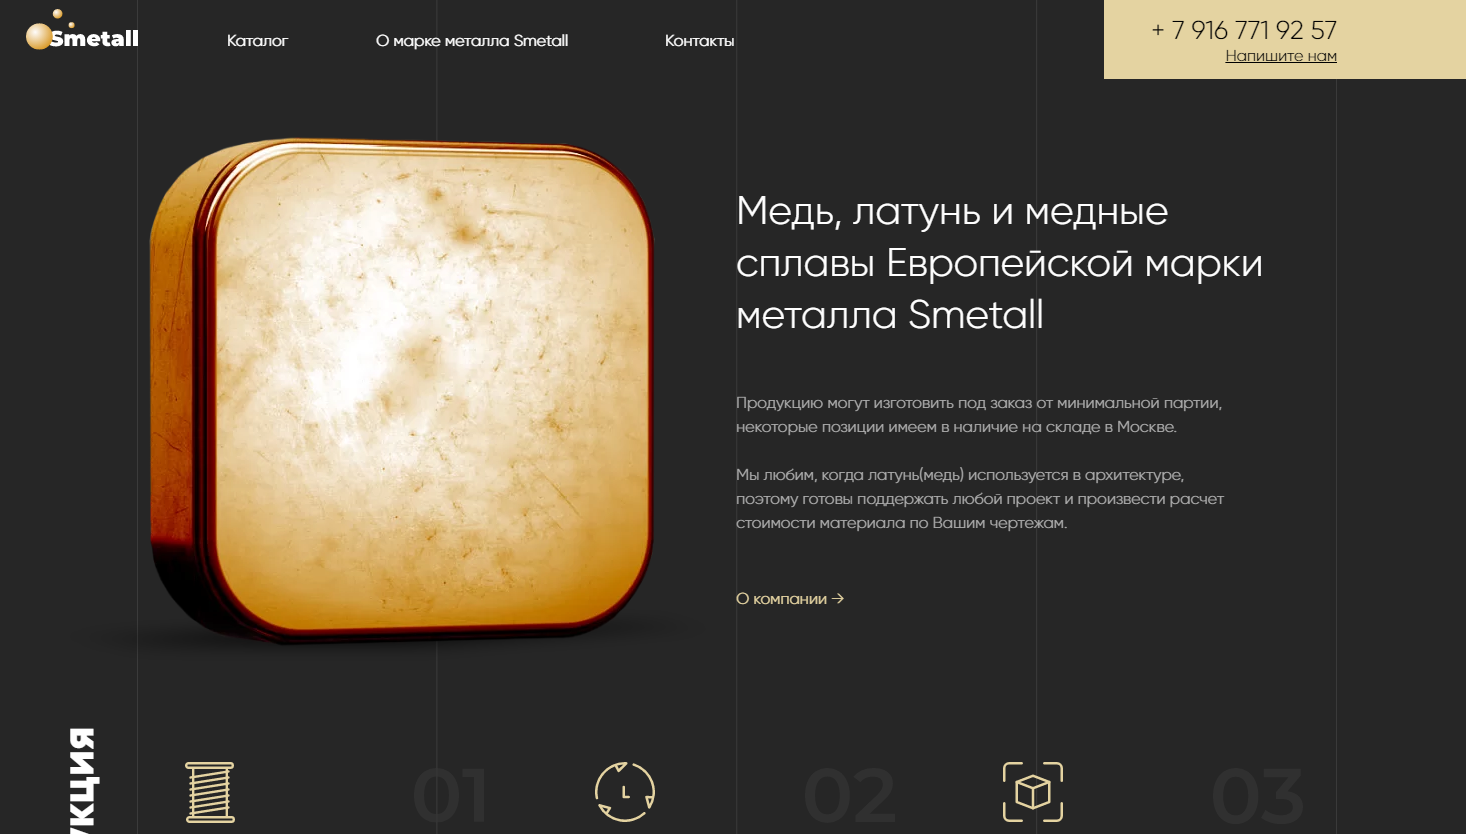 Smetall
Каталог
О марке металла Smetall
Контакты
+ 7 916 771 92 57
Напишите нам
Медь, латунь и медные
сплавы Европейской марки
металла Smetall
Продукцию могут изготовить под заказ от минимальной партии,
некоторые позиции имеем в наличие на складе в Москве.
Мы любим, когда латунь(медь) используется в архитектуре,
поэтому готовы поддержать любой проект и произвести расчет
стоимости материала по Вашим чертежам.
О компании →
01
02
03